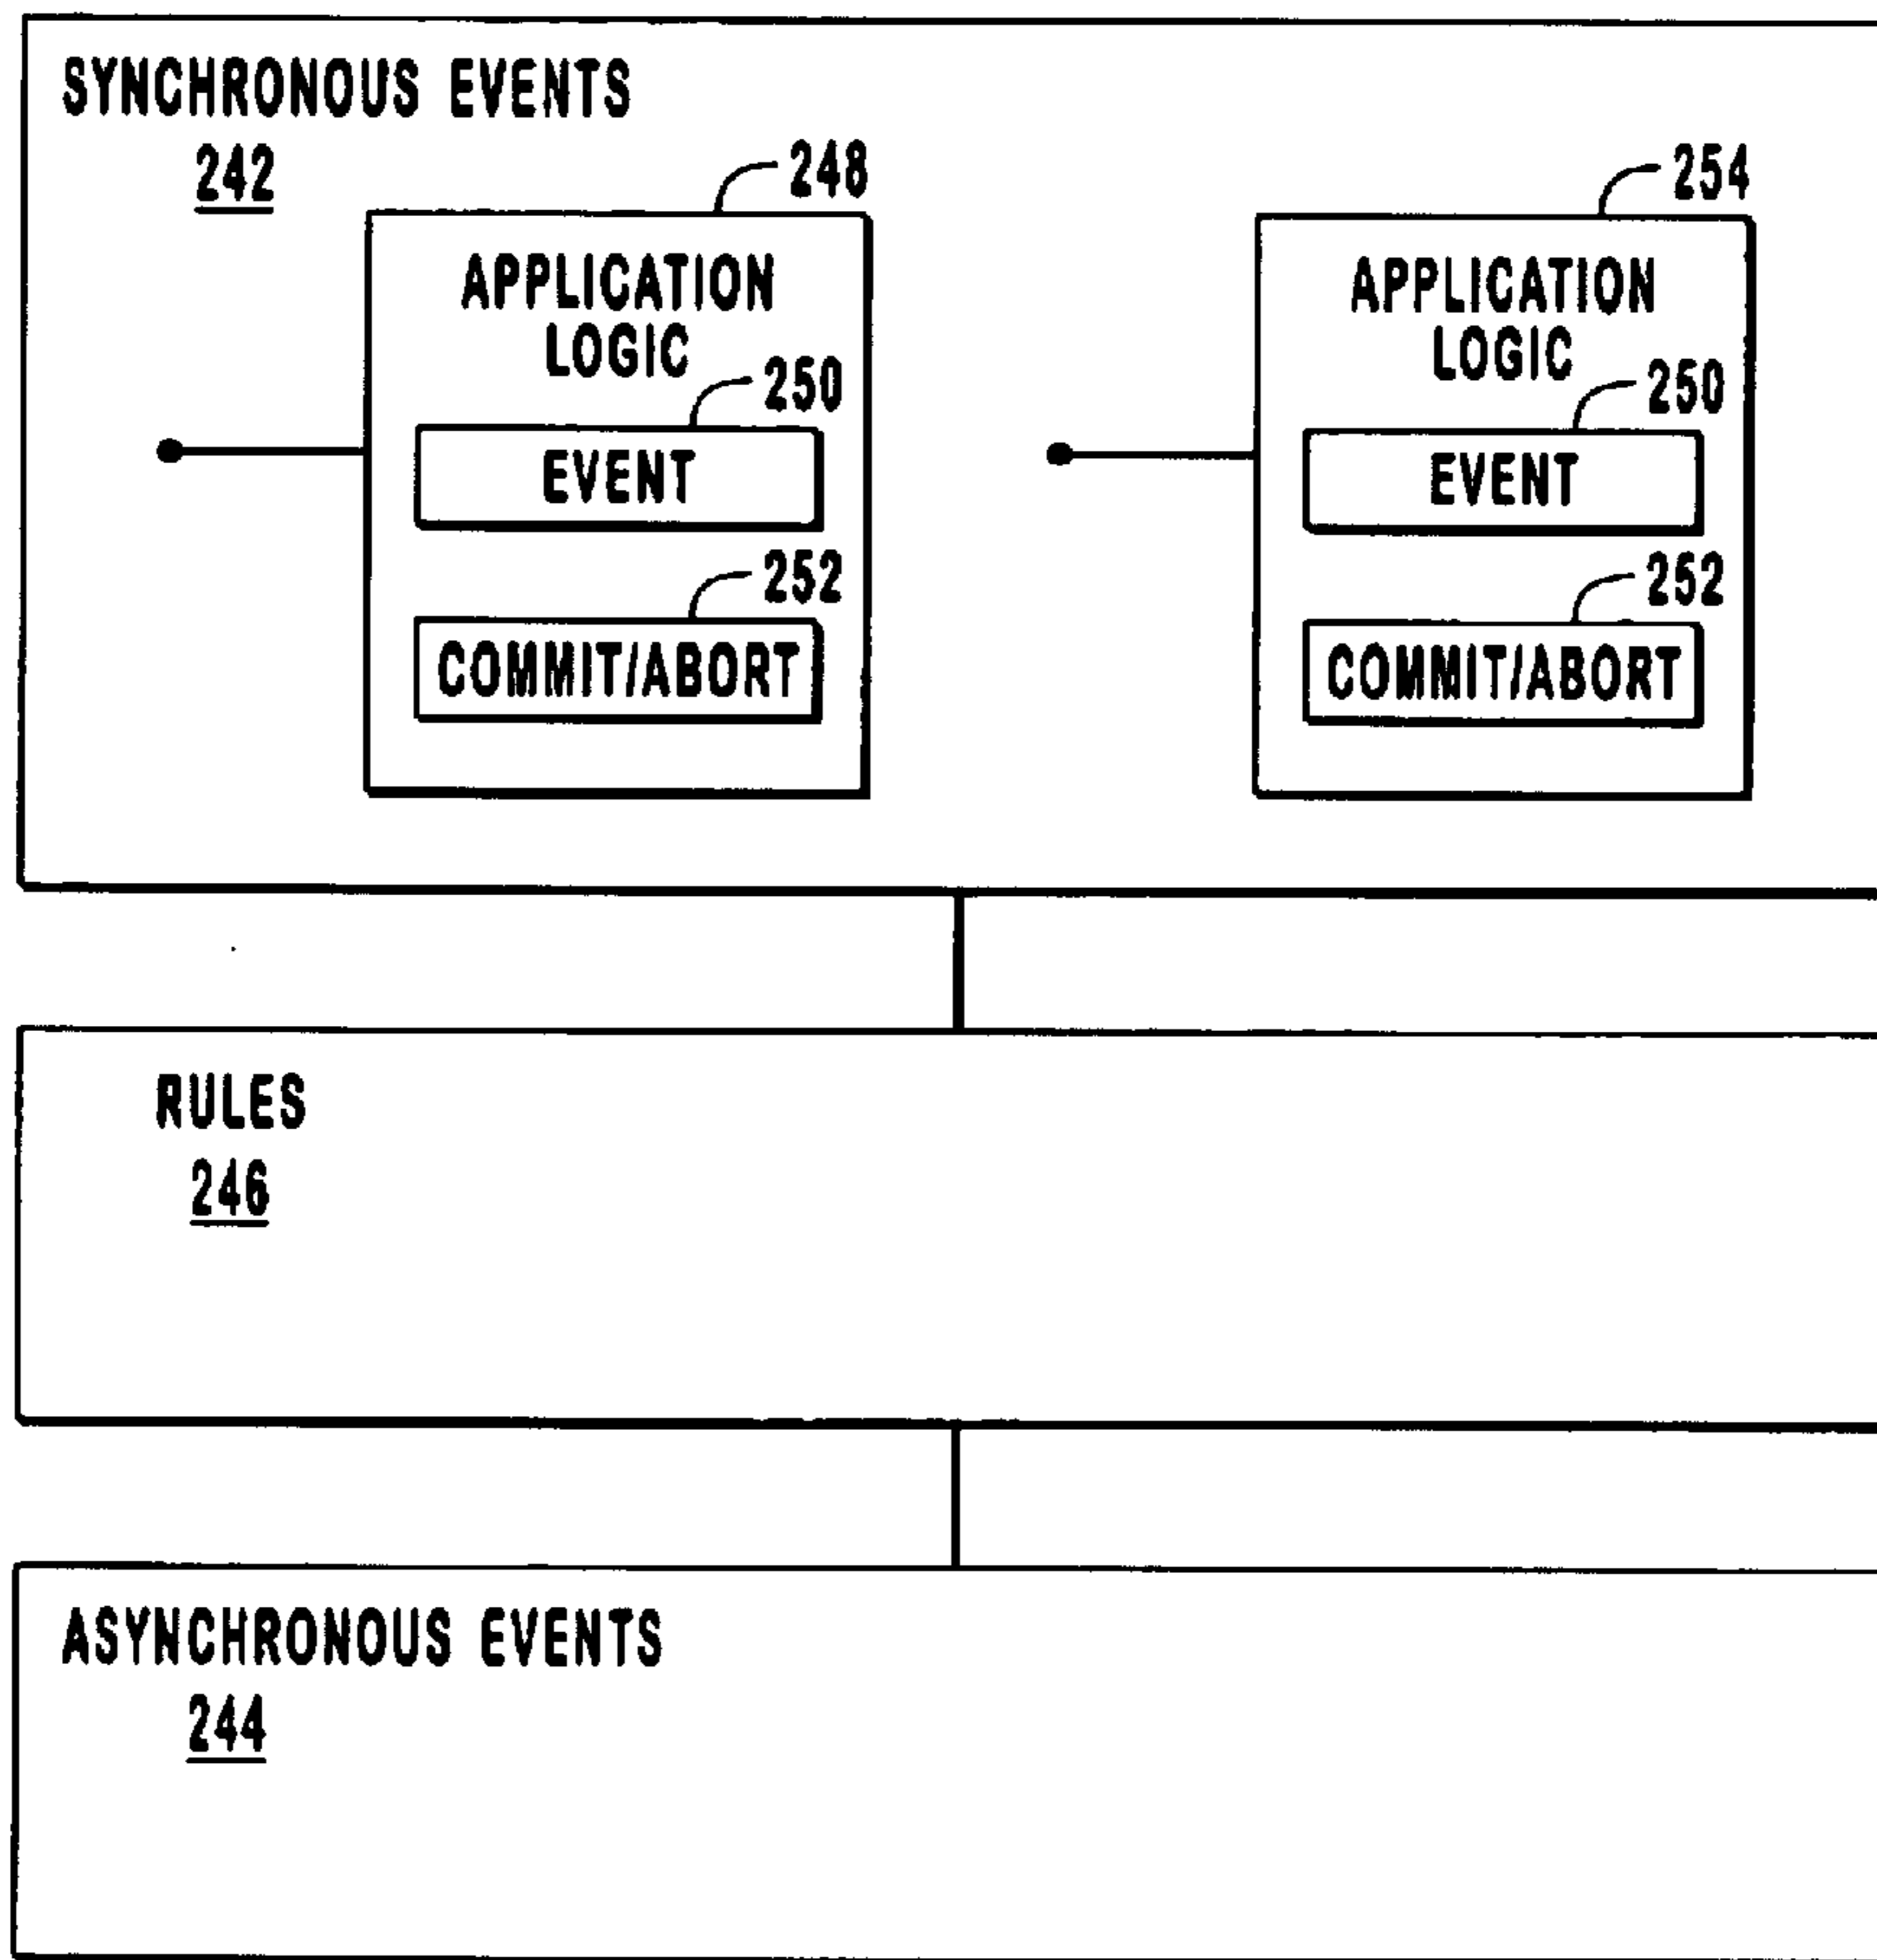 SYNCHRONOUS EVENTS
242
248
254
APPLICATION
LOGIC
250
EVENT
252
COMMIT/ABORT
APPLICATION
LOGIC
250
EVENT
252
COMMIT/ABORT
RULES
246
ASYNCHRONOUS EVENTS
244